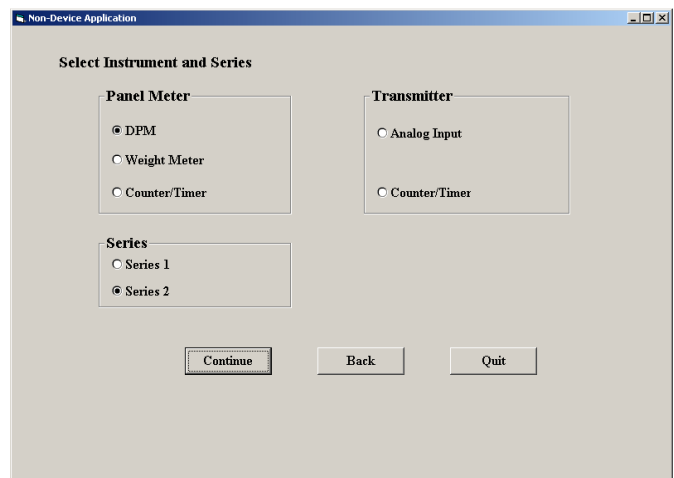 Non-Device Application
Select Instrument and Series
Panel Meter
DPM
Weight Meter
Counter/Timer
Transmitter
Analog Input
Counter/Timer
Series
Series 1
Series 2
Continue
Back
Quit